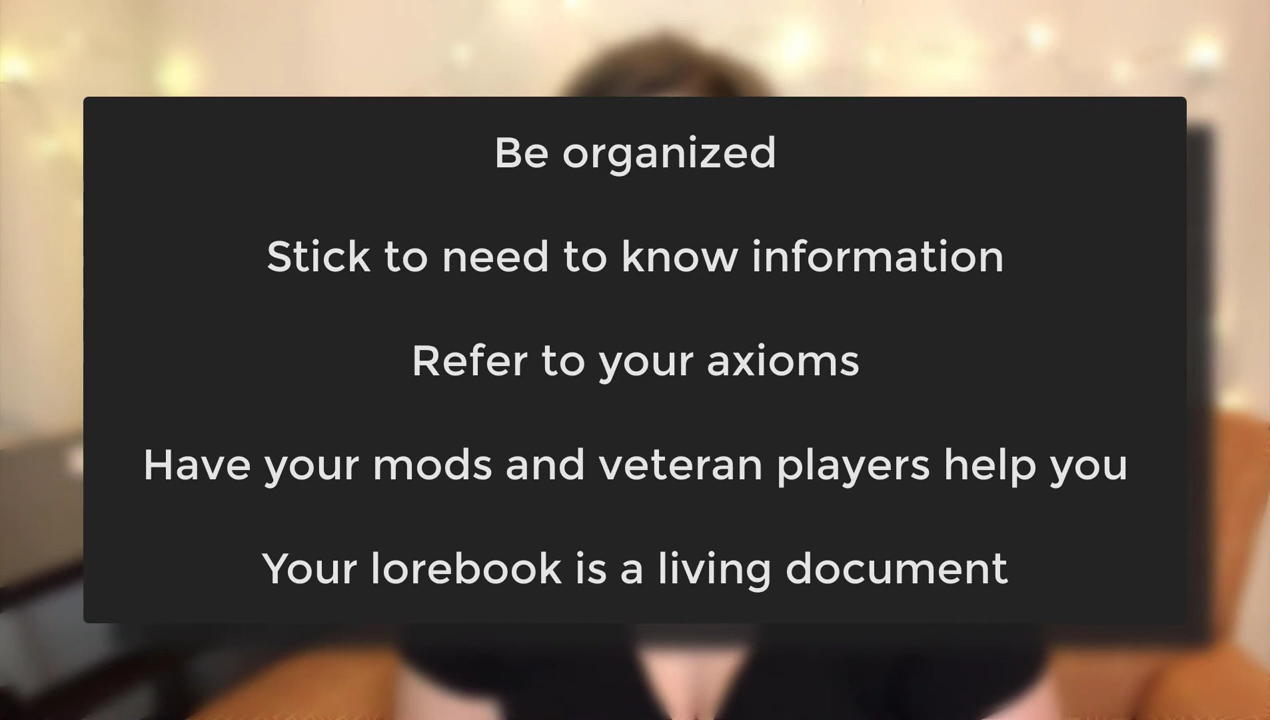 Be organized
Stick to need to know information
Refer to your axioms
Have your mods and veteran players help you
Your lorebook is a living document